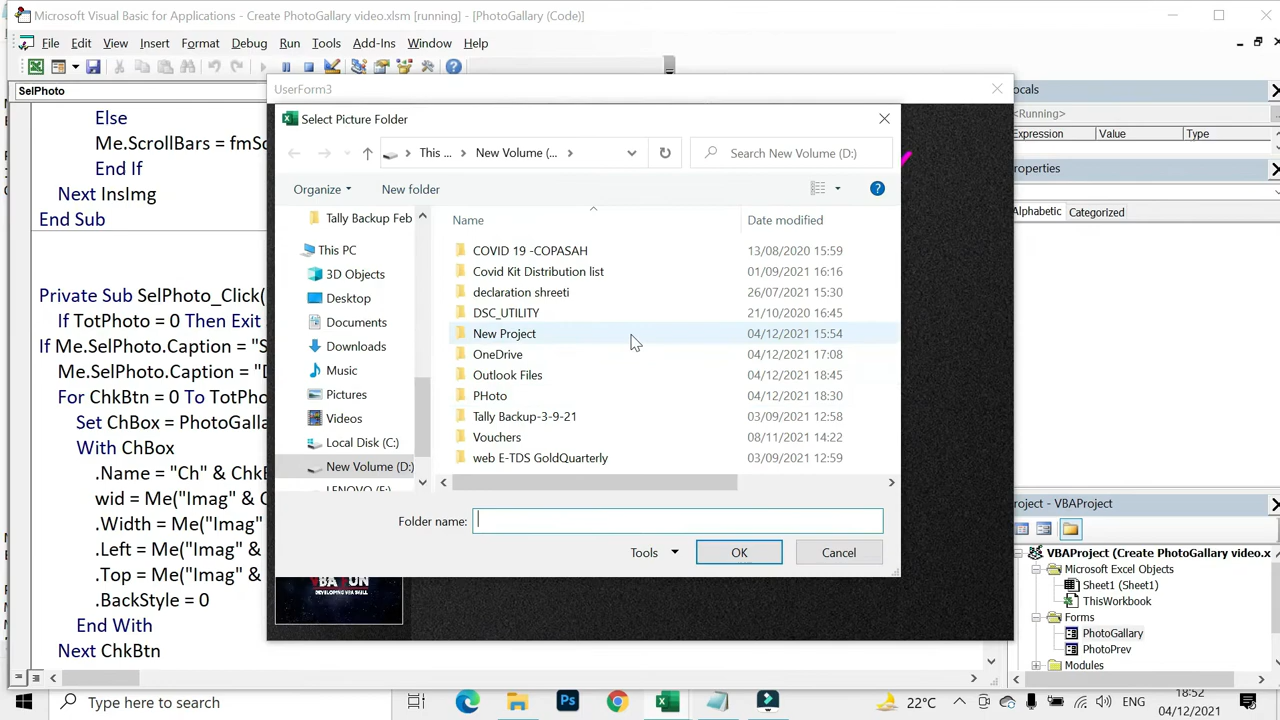 Microsoft Visual Basic for Applications - Create PhotoGallary video.xlsm [running] - [PhotoGallary (Code)]
File Edit View Insert Format Debug Run Tools Add-Ins Window Help
SelPhoto
Else
Me.ScrollBars = fmSc
End If
Next InsImg
End Sub
Private Sub SelPhoto_Click(
If TotPhoto = 0 Then Exit
If Me.SelPhoto.Caption = "S
Me.SelPhoto.Caption = "D
For ChkBtn = 0 To TotPho
Set ChBox = PhotoGalla
With ChBox
.Name = "Ch" & ChkB
wid = Me("Imag" & C
.Width = Me("Imag"
.Left = Me("Imag" &
.Top = Me("Imag" &
.BackStyle = 0
End With
Next ChkBtn
UserForm3
Select Picture Folder
This ... New Volume (...
Search New Volume (D:)
Organize New folder
Tally Backup Feb
This PC
3D Objects
Desktop
Documents
Downloads
Music
Pictures
Videos
Local Disk (C:)
New Volume (D:)
LENOVO (E:)
Name Date modified
COVID 19 -COPASAH 13/08/2020 15:59
Covid Kit Distribution list 01/09/2021 16:16
declaration shreeti 26/07/2021 15:30
DSC_UTILITY 21/10/2020 16:45
New Project 04/12/2021 15:54
OneDrive 04/12/2021 17:08
Outlook Files 04/12/2021 18:45
PHoto 04/12/2021 18:30
Tally Backup-3-9-21 03/09/2021 12:58
Vouchers 08/11/2021 14:22
web E-TDS GoldQuarterly 03/09/2021 12:59
Folder name:
Tools OK Cancel
DEVELOPING VBA SKILL
ocals
<Running>
Expression Value Type
roperties
Alphabetic Categorized
roject - VBAProject
VBAProject (Create PhotoGallary video.x
Microsoft Excel Objects
Sheet1 (Sheet1)
ThisWorkbook
Forms
PhotoGallary
PhotoPrev
Modules
Type here to search
22°C
ENG
18:52
04/12/2021